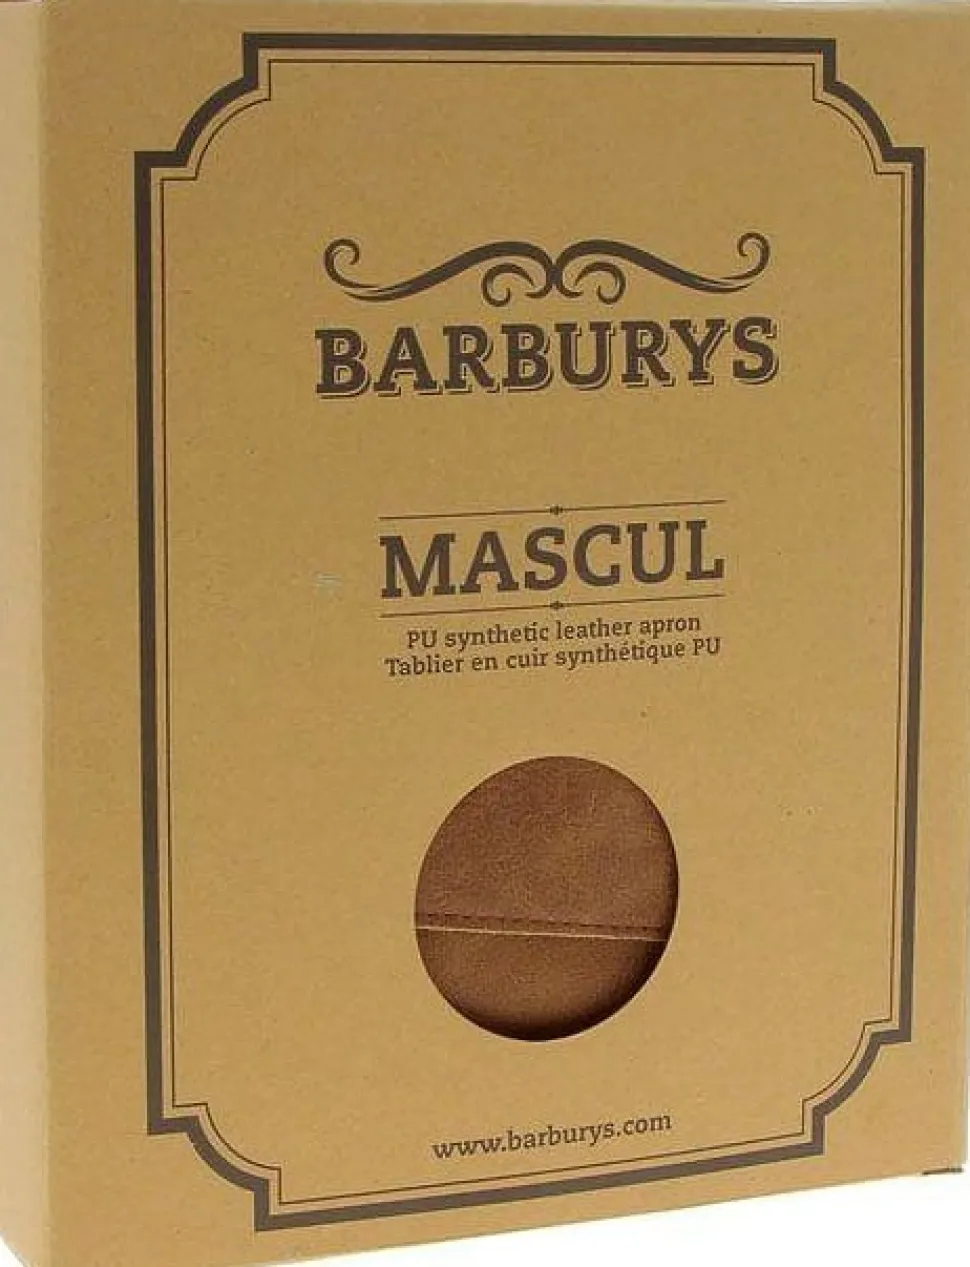 BARBURYS
MASCUL
PU synthetic leather apron
Tablier en cuir synthétique PU
www.barburys.com